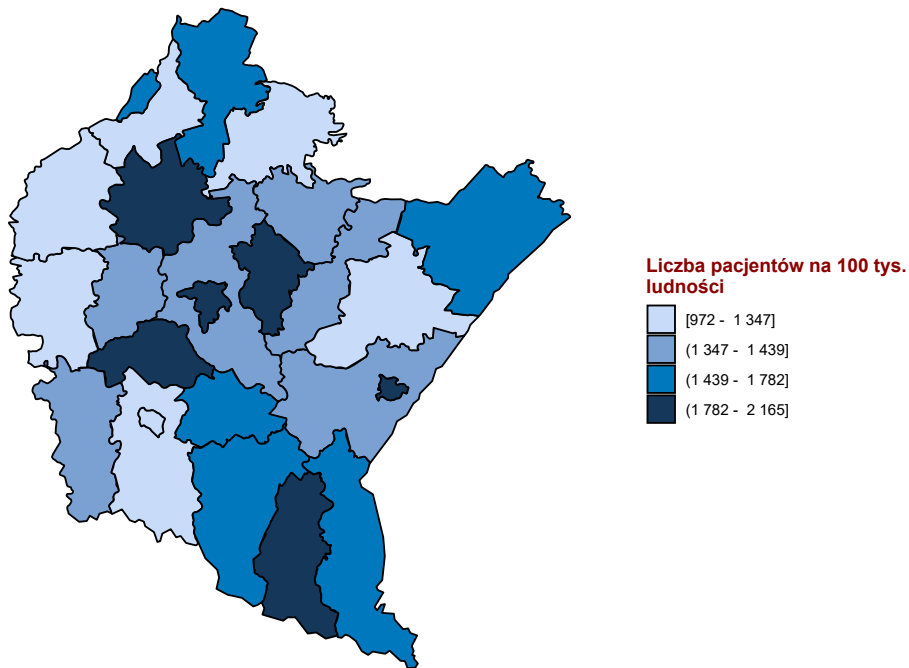 Liczba pacjentów na 100 tys.
ludności
[972 - 1 347]
(1 347 - 1 439]
(1 439 - 1 782]
(1 782 - 2 165]